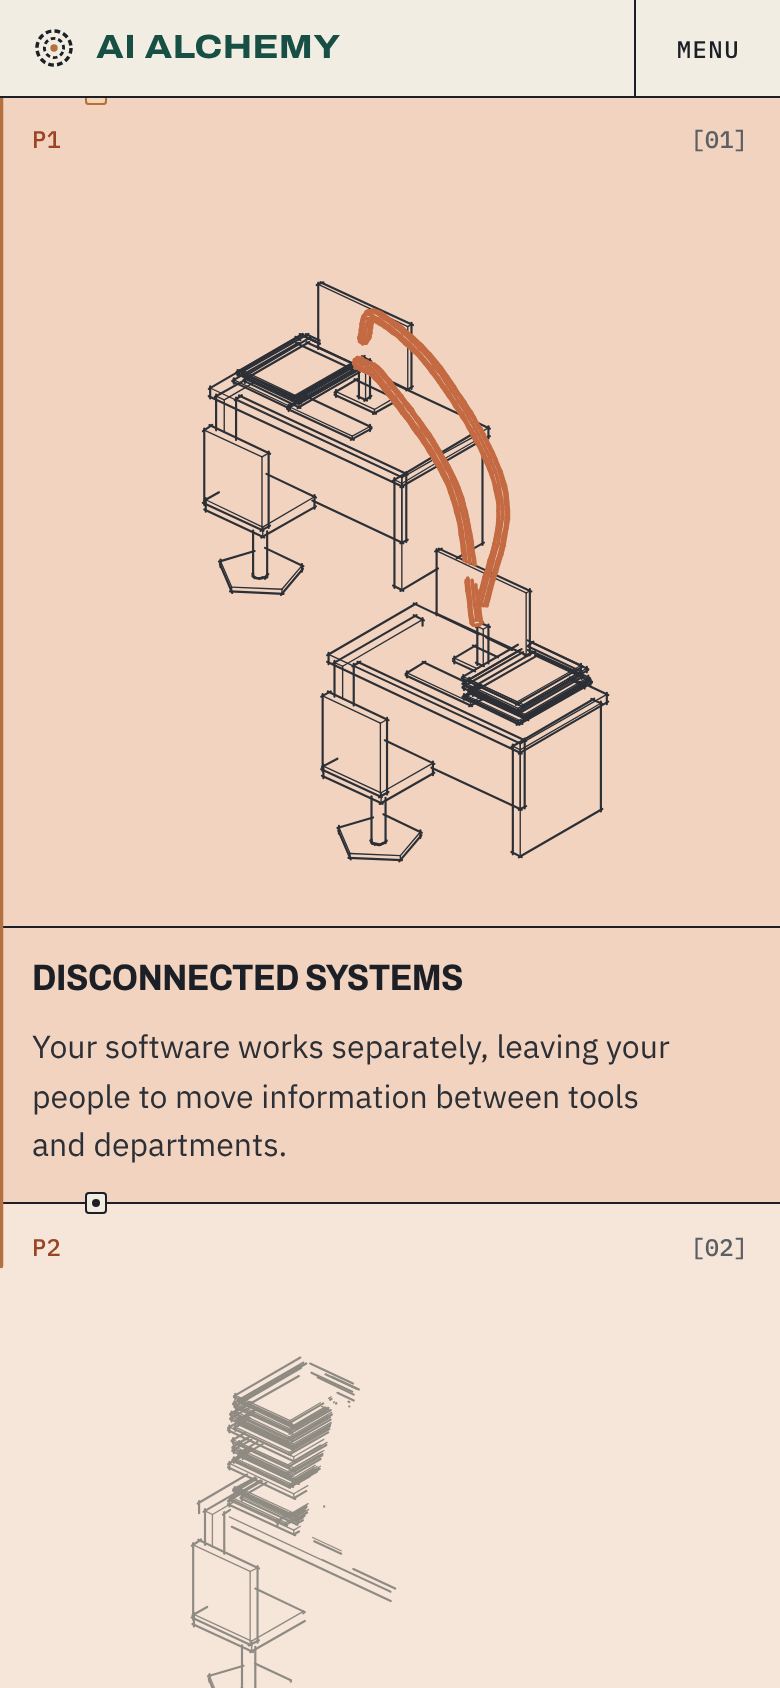 AI ALCHEMY
MENU
P1
[01]
DISCONNECTED SYSTEMS
Your software works separately, leaving your
people to move information between tools
and departments.
P2
[02]